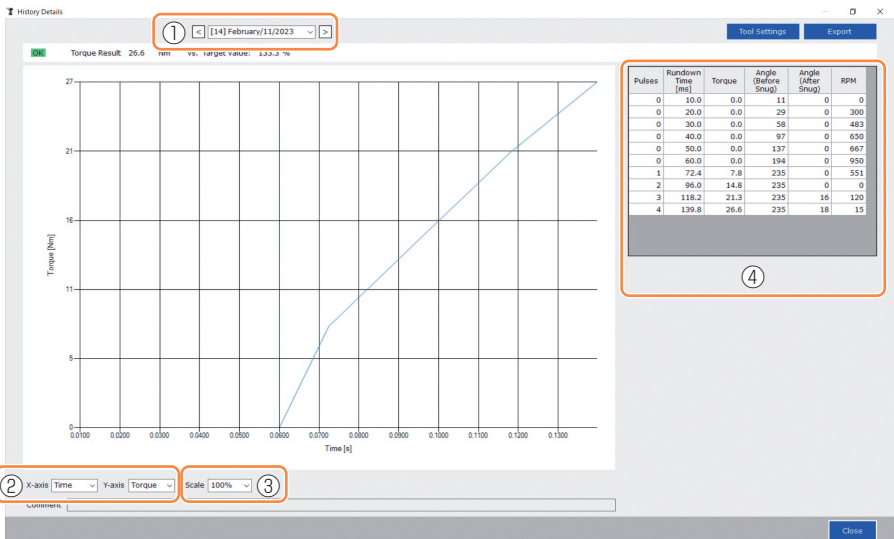 History Details
① < [14] February/11/2023 >
Tool Settings Export
OK Torque Result 26.6 Nm vs. Target Value: 133.3 %
Pulses Rundown Time [ms] Torque Angle (Before Snug) Angle (After Snug) RPM
0 10.0 0.0 11 0 0
0 20.0 0.0 29 0 300
0 30.0 0.0 58 0 483
0 40.0 0.0 97 0 650
0 50.0 0.0 137 0 667
0 60.0 0.0 194 0 950
1 72.4 7.8 235 0 551
2 96.0 14.8 235 0 0
3 118.2 21.3 235 16 120
4 139.8 26.6 235 18 15
④
27
21
16
11
5
0
Torque [Nm]
0.0100 0.0200 0.0300 0.0400 0.0500 0.0600 0.0700 0.0800 0.0900 0.1000 0.1100 0.1200 0.1300
Time [s]
② X-axis Time Y-axis Torque Scale 100% ③
Comment
Close